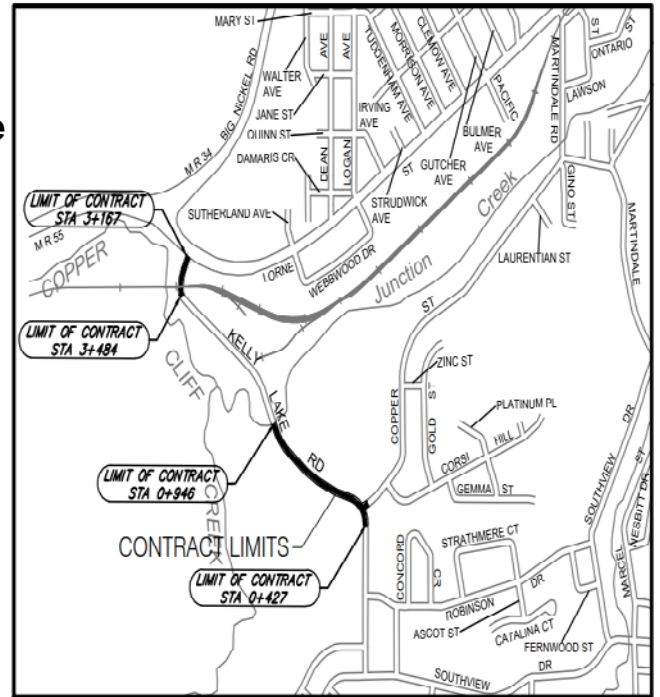 e
MARY ST
AVE
AVE
WALTER
AVE
JANE ST
QUINN ST
DAMARIS CR
DEAN
LOGAN
IRVING
AVE
TUDDENHAM AVE
MORRISON AVE
CLEMOW AVE
PACIFIC
BULMER
AVE
GUTCHER
AVE
STRUDWICK
AVE
MARTINDALE RD
ST
ONTARIO
ST
LAWSON
GINO ST
MARTINDALE
LAURENTIAN ST
M.R 34 BIG NICKEL RD
LIMIT OF CONTRACT
STA 3+167
SUTHERLAND AVE
M.R 55
COPPER
LORNE
ST
WEBBWOOD DR
Junction
Creek
LIMIT OF CONTRACT
STA 3+484
CLIFF
CREEK
KELLY
LAKE
RD
ST
COPPER
ZINC ST
GOLD ST
PLATINUM PL
CORSI
HILL
GEMMA ST
LIMIT OF CONTRACT
STA 0+946
CONTRACT LIMITS
LIMIT OF CONTRACT
STA 0+427
CONCORD
CR
STRATHMERE CT
ROBINSON
DR
ASCOT ST
CATALINA CT
FERNWOOD ST
SOUTHVIEW
DR
SOUTHVIEW DR
MARCEL
NESBITT DR
ST